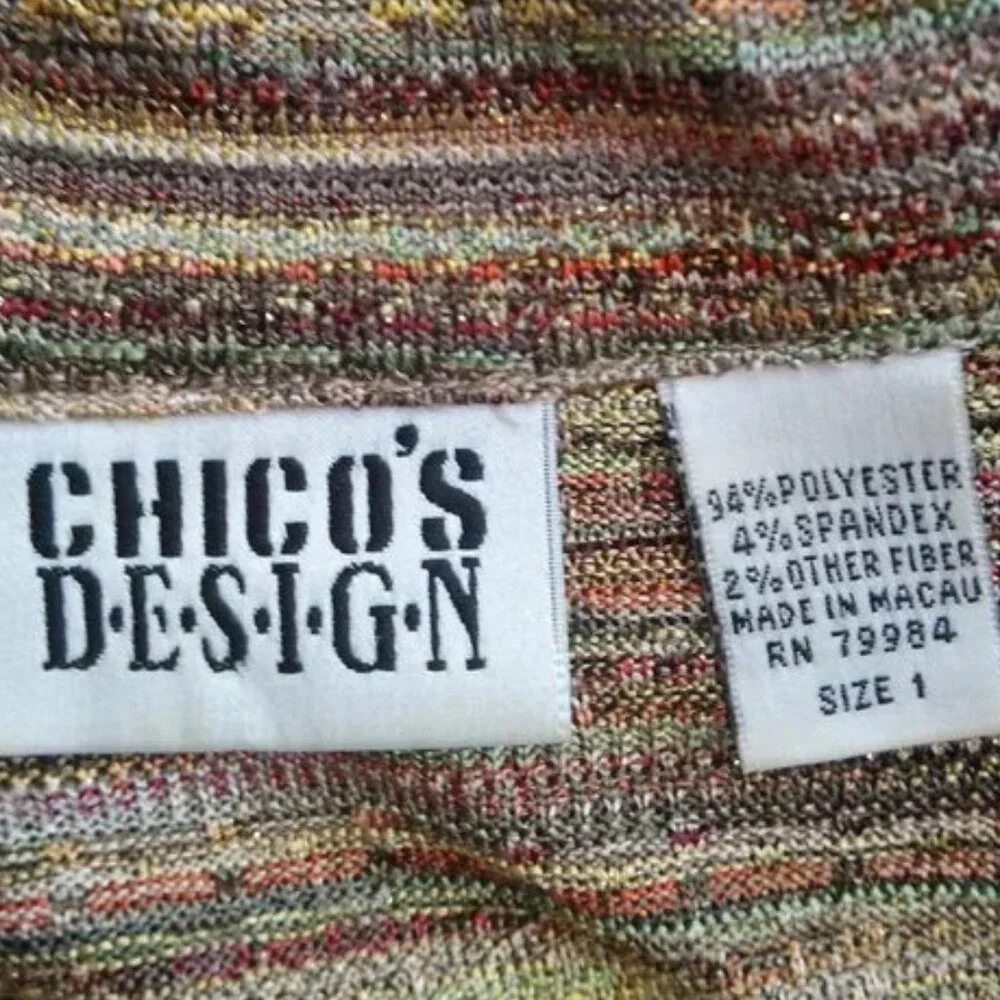 CHICO'S
D·E·S·I·G·N
94%POLYESTER
4%SPANDEX
2%OTHER FIBER
MADE IN MACAU
RN 79984
SIZE 1